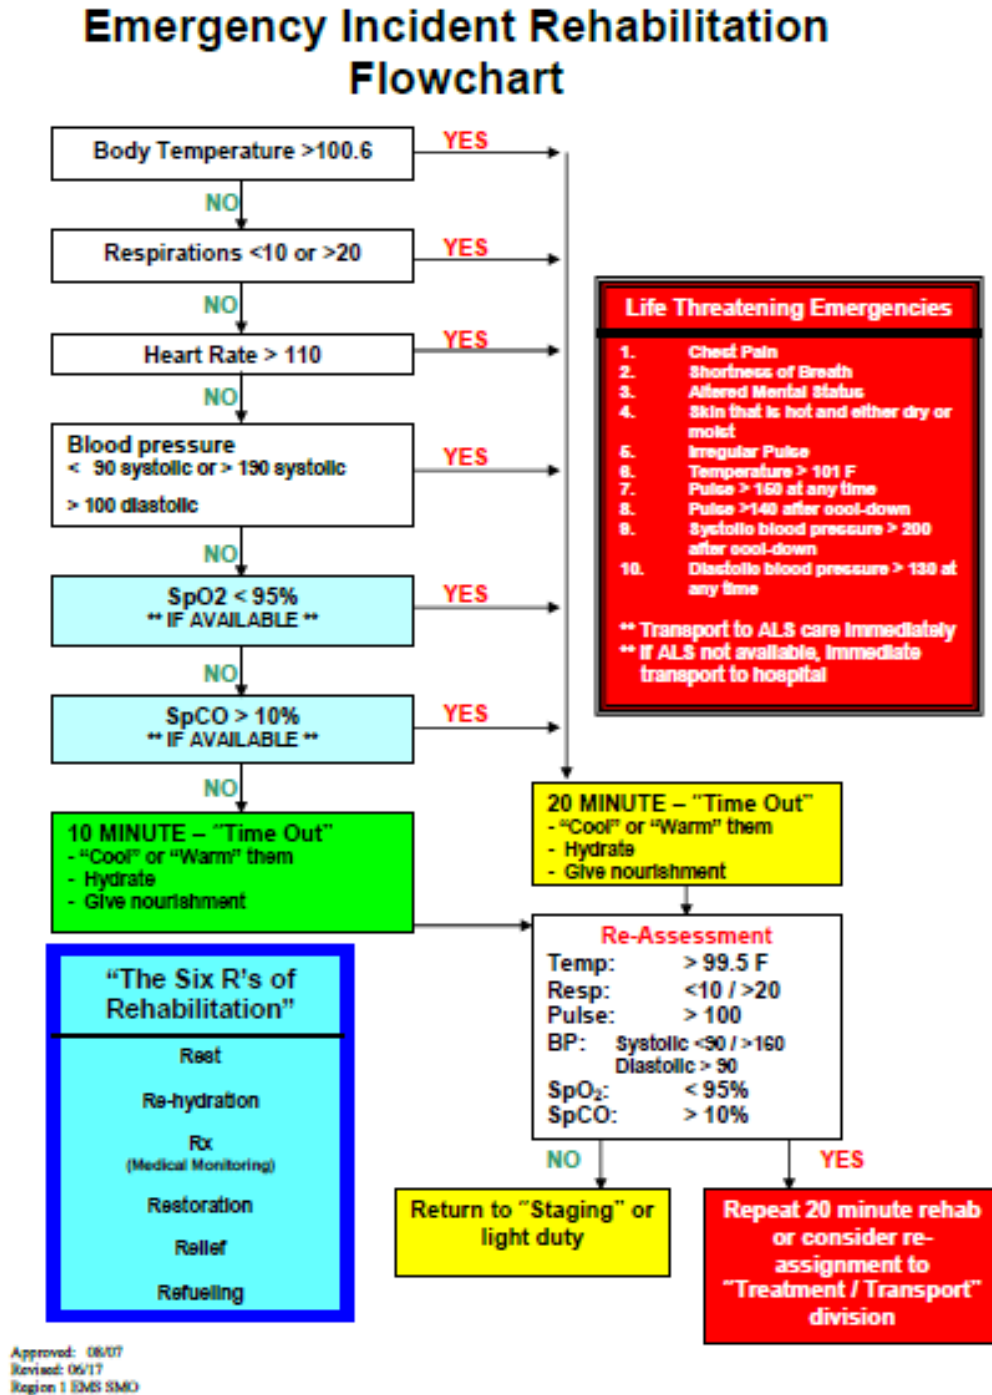 Emergency Incident Rehabilitation
Flowchart
Body Temperature >100.6
YES
NO
Respirations <10 or >20
YES
NO
Heart Rate > 110
YES
NO
Blood pressure
< 90 systolic or > 190 systolic
> 100 diastolic
YES
NO
SpO2 < 95%
** IF AVAILABLE **
YES
NO
SpCO > 10%
** IF AVAILABLE **
YES
NO
10 MINUTE – "Time Out"
- "Cool" or "Warm" them
- Hydrate
- Give nourishment
Life Threatening Emergencies
1. Chest Pain
2. Shortness of Breath
3. Altered Mental Status
4. Skin that is hot and either dry or
moist
5. Irregular Pulse
6. Temperature > 101 F
7. Pulse > 150 at any time
8. Pulse >140 after cool-down
9. Systolic blood pressure > 200
after cool-down
10. Diastolic blood pressure > 130 at
any time
** Transport to ALS care immediately
** If ALS not available, immediate
transport to hospital
20 MINUTE – "Time Out"
- "Cool" or "Warm" them
- Hydrate
- Give nourishment
Re-Assessment
Temp: > 99.5 F
Resp: <10 / >20
Pulse: > 100
BP: Systolic <90 / >160
Diastolic > 90
SpO₂: < 95%
SpCO: > 10%
NO
YES
Return to "Staging" or
light duty
Repeat 20 minute rehab
or consider re-
assignment to
"Treatment / Transport"
division
"The Six R's of
Rehabilitation"
Rest
Re-hydration
Rx
(Medical Monitoring)
Restoration
Relief
Refueling
Approved: 08/07
Revised: 06/17
Region 1 EMS SMO